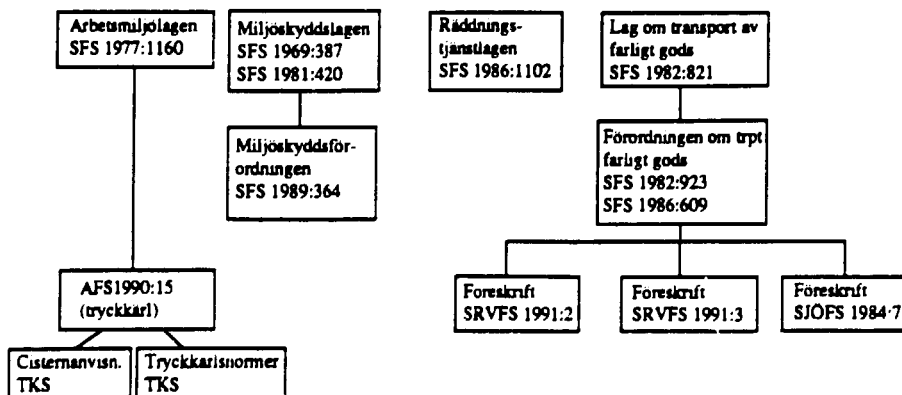 Arbetsmiljölagen
SFS 1977:1160
Miljöskyddslagen
SFS 1969:387
SFS 1981:420
Räddnings-
tjänstlagen
SFS 1986:1102
Lag om transport av
farligt gods
SFS 1982:821
Miljöskyddsför-
ordningen
SFS 1989:364
Förordningen om trpt
farligt gods
SFS 1982:923
SFS 1986:609
AFS1990:15
(tryckkärl)
Föreskrift
SRVFS 1991:2
Föreskrift
SRVFS 1991:3
Föreskrift
SJÖFS 1984:7
Cisternanvisn.
TKS
Tryckkärlsnormer
TKS